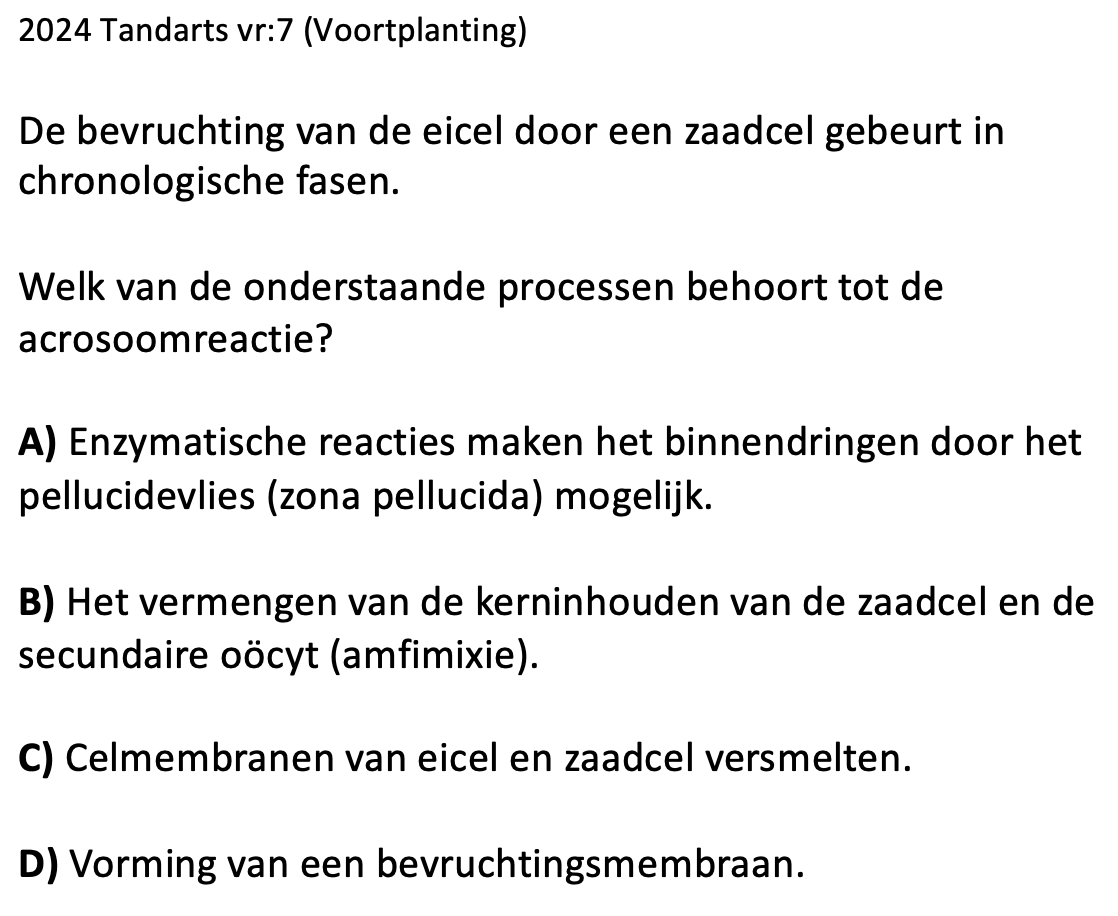 2024 Tandarts vr:7 (Voortplanting)
De bevruchting van de eicel door een zaadcel gebeurt in
chronologische fasen.
Welk van de onderstaande processen behoort tot de
acrosoomreactie?
A) Enzymatische reacties maken het binnendringen door het
pellucidevlies (zona pellucida) mogelijk.
B) Het vermengen van de kerninhouden van de zaadcel en de
secundaire oöcyt (amfimixie).
C) Celmembranen van eicel en zaadcel versmelten.
D) Vorming van een bevruchtingsmembraan.